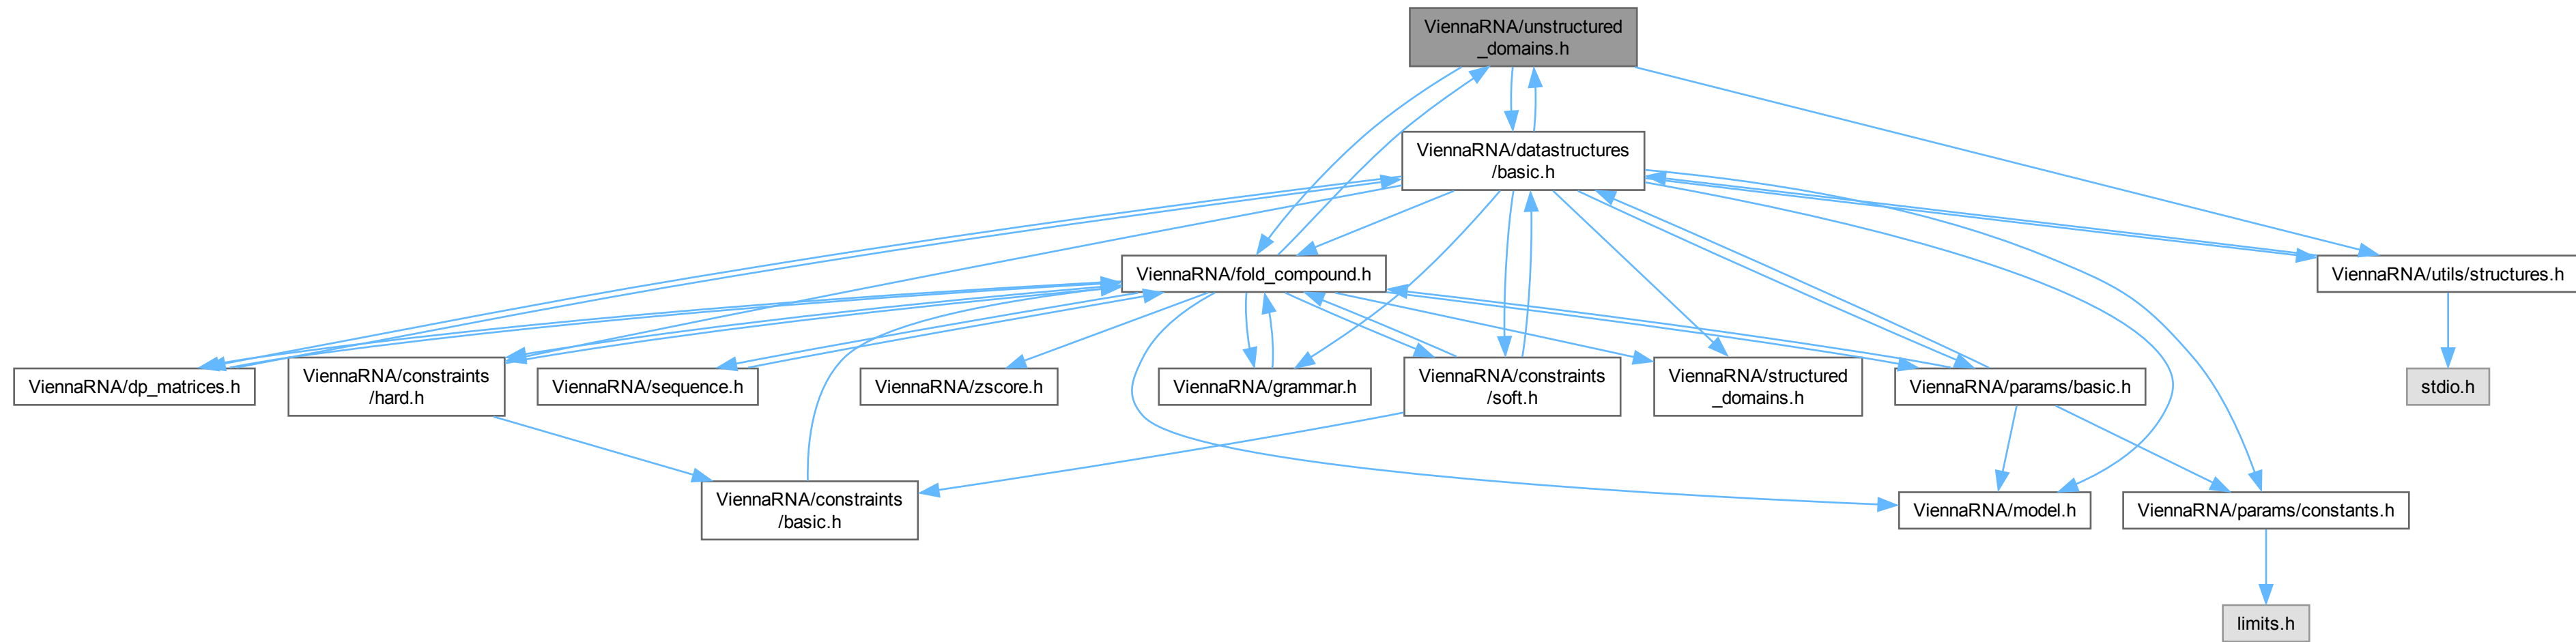 ViennaRNA/unstructured
_domains.h
ViennaRNA/datastructures
/basic.h
ViennaRNA/fold_compound.h
ViennaRNA/utils/structures.h
ViennaRNA/dp_matrices.h
ViennaRNA/constraints
/hard.h
ViennaRNA/sequence.h
ViennaRNA/zscore.h
ViennaRNA/grammar.h
ViennaRNA/constraints
/soft.h
ViennaRNA/structured
_domains.h
ViennaRNA/params/basic.h
stdio.h
ViennaRNA/constraints
/basic.h
ViennaRNA/model.h
ViennaRNA/params/constants.h
limits.h